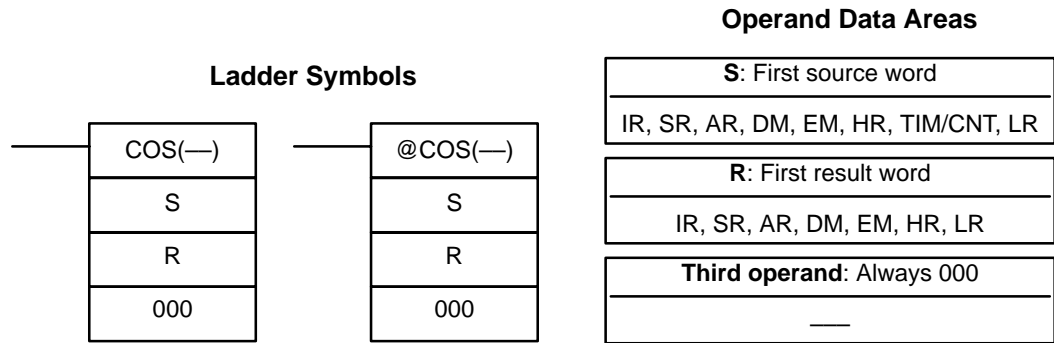 Ladder Symbols
COS(––)
S
R
000
@COS(––)
S
R
000
Operand Data Areas
S: First source word
IR, SR, AR, DM, EM, HR, TIM/CNT, LR
R: First result word
IR, SR, AR, DM, EM, HR, LR
Third operand: Always 000
–––